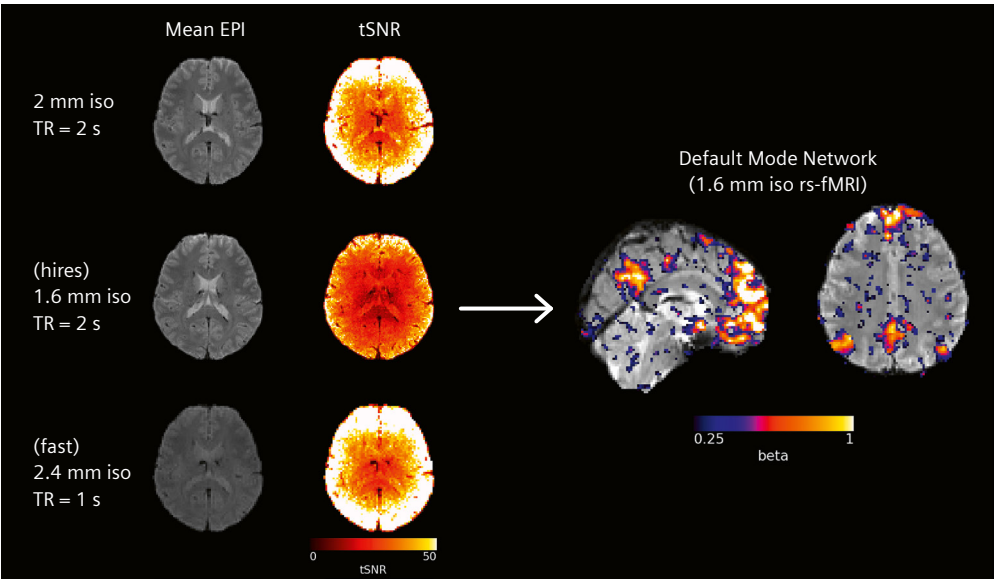 Mean EPI
tSNR
2 mm iso
TR = 2 s
(hires)
1.6 mm iso
TR = 2 s
(fast)
2.4 mm iso
TR = 1 s
0
50
tSNR
Default Mode Network
(1.6 mm iso rs-fMRI)
0.25
1
beta